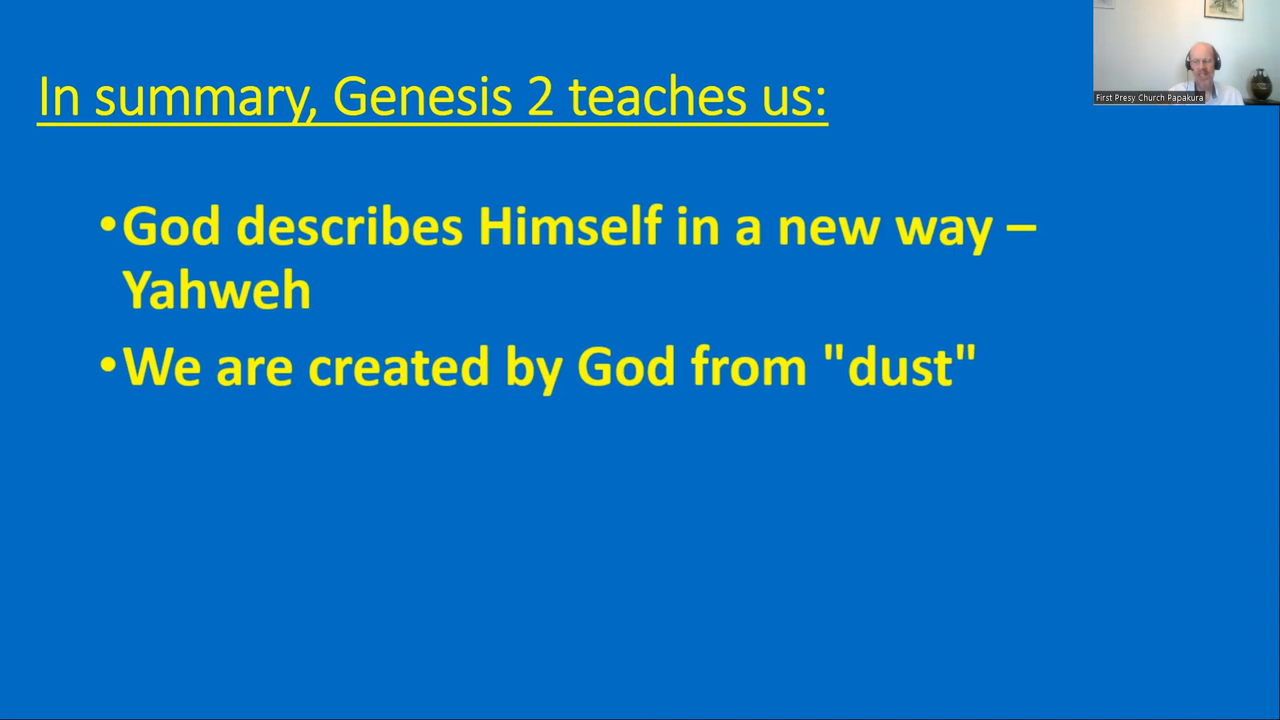 In summary, Genesis 2 teaches us:
•God describes Himself in a new way –
Yahweh
•We are created by God from "dust"
First Presy Church Papakura